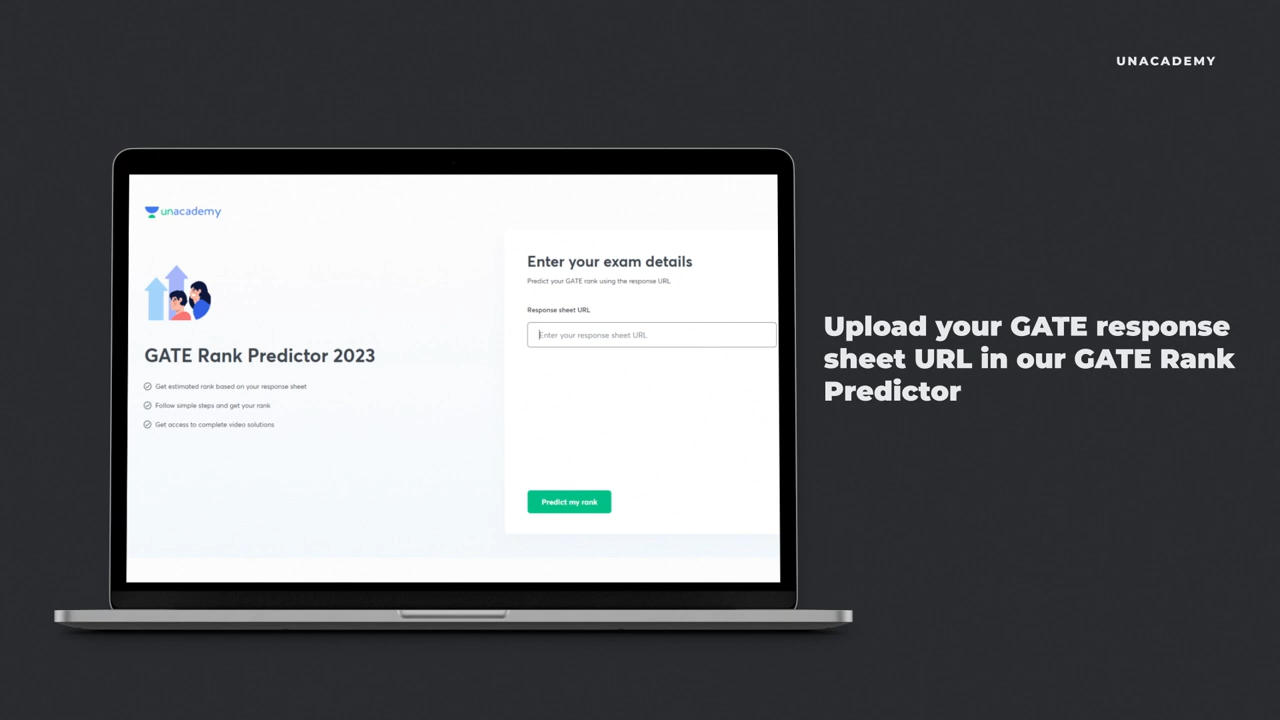 UNACADEMY
unacademy
GATE Rank Predictor 2023
Get estimated rank based on your response sheet
Follow simple steps and get your rank
Get access to complete video solutions
Enter your exam details
Predict your GATE rank using the response URL
Response sheet URL
Enter your response sheet URL
Predict my rank
Upload your GATE response
sheet URL in our GATE Rank
Predictor